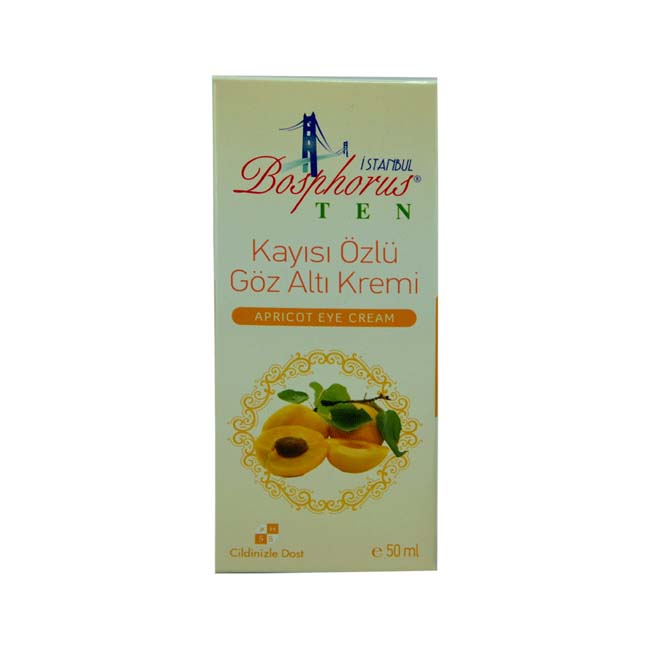 İSTANBUL
Bosphorus®
TEN
Kayısı Özlü
Göz Altı Kremi
APRICOT EYE CREAM
Cildinizle Dost
℮ 50 ml